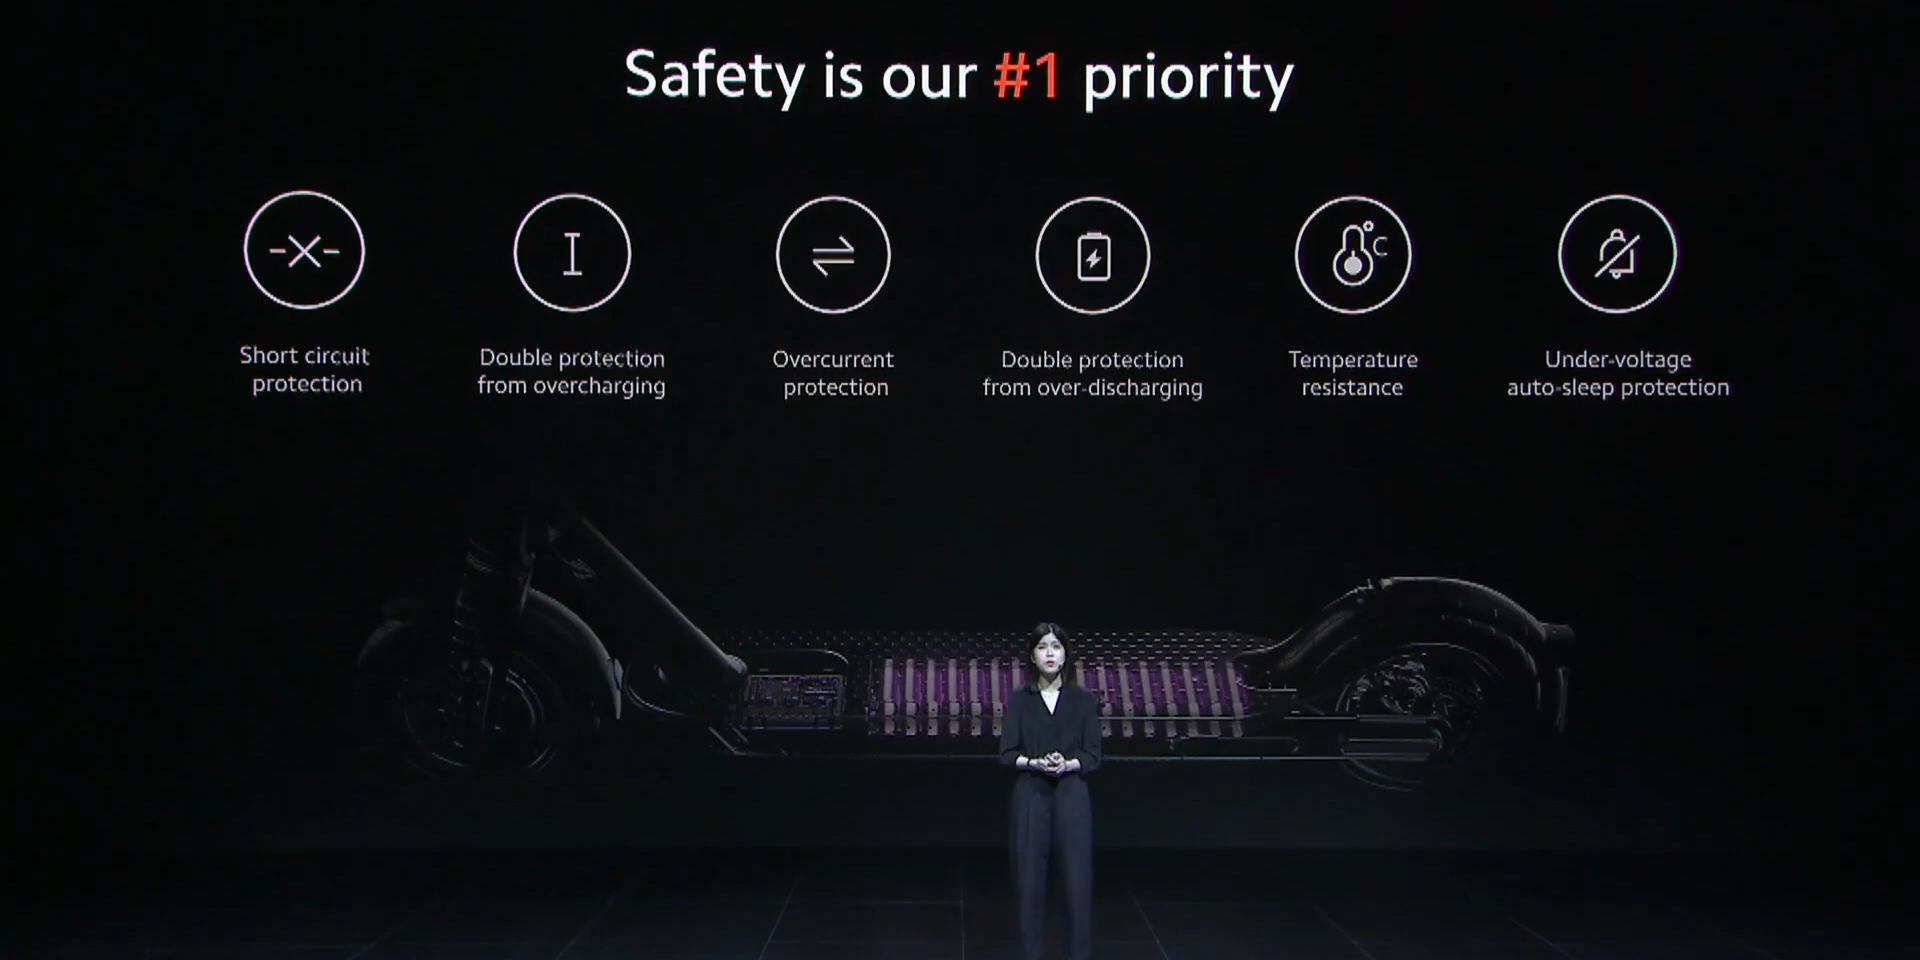 Safety is our #1 priority
Short circuit
protection
Double protection
from overcharging
Overcurrent
protection
Double protection
from over-discharging
°C
Temperature
resistance
Under-voltage
auto-sleep protection